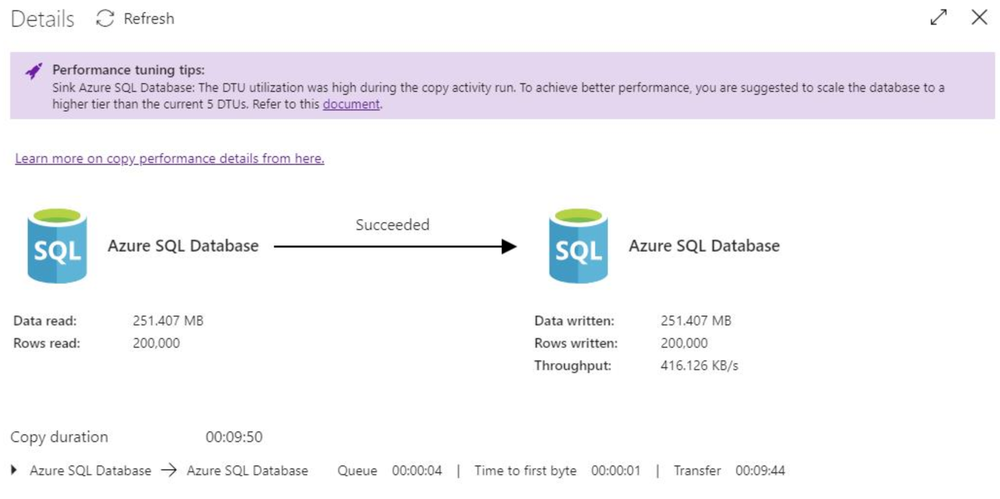 Details Refresh
Performance tuning tips:
Sink Azure SQL Database: The DTU utilization was high during the copy activity run. To achieve better performance, you are suggested to scale the database to a
higher tier than the current 5 DTUs. Refer to this document.
Learn more on copy performance details from here.
Succeeded
SQL Azure SQL Database SQL Azure SQL Database
Data read: 251.407 MB Data written: 251.407 MB
Rows read: 200,000 Rows written: 200,000
Throughput: 416.126 KB/s
Copy duration 00:09:50
Azure SQL Database → Azure SQL Database Queue 00:00:04 | Time to first byte 00:00:01 | Transfer 00:09:44